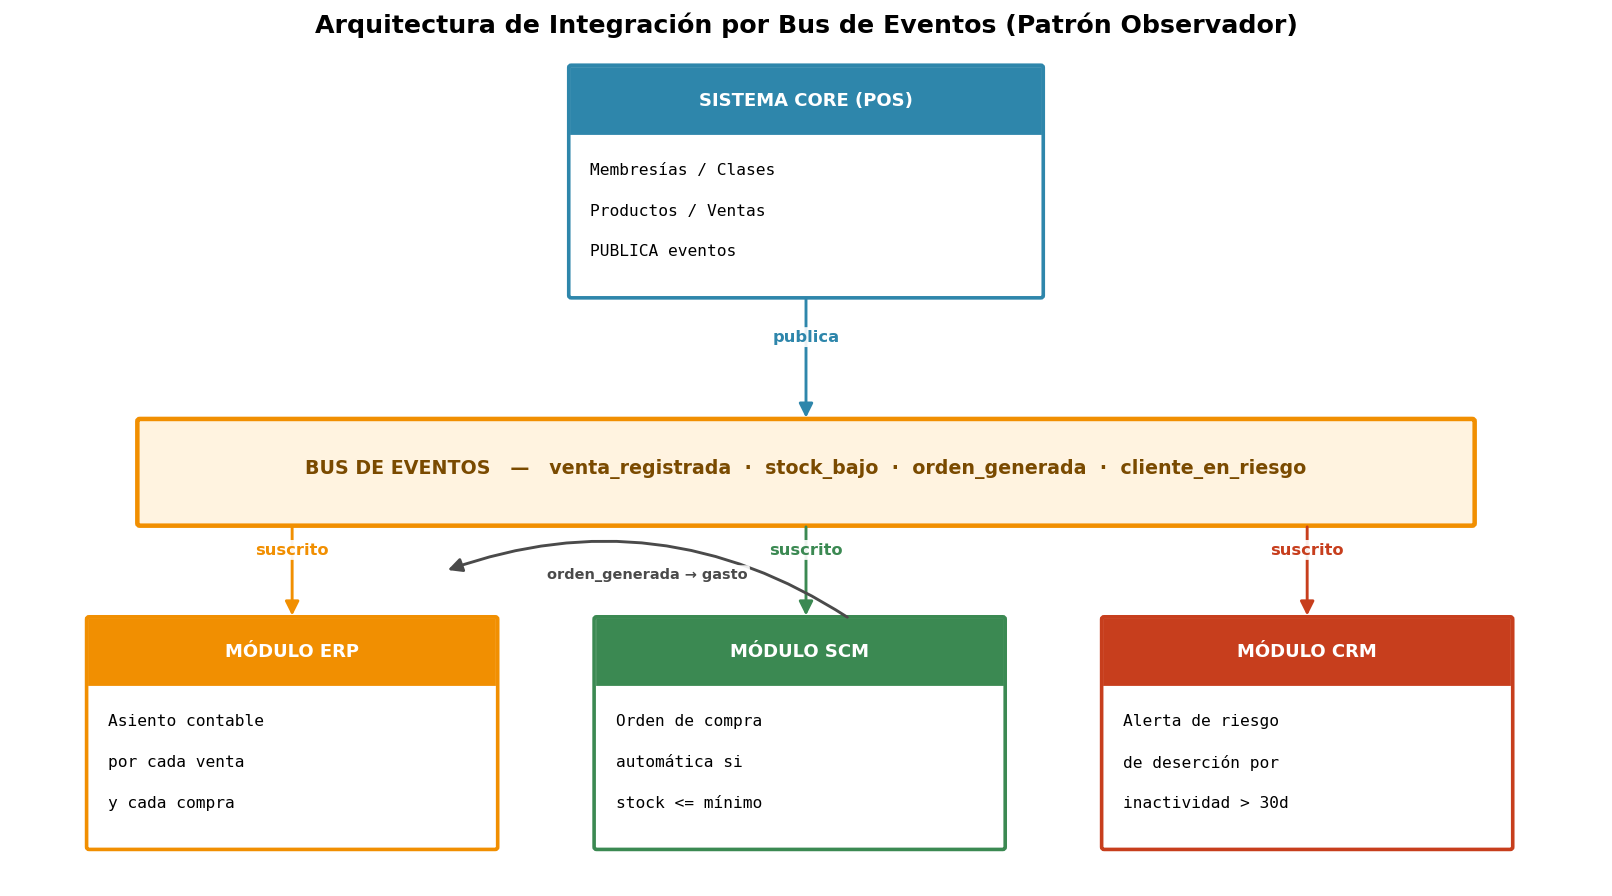 Arquitectura de Integración por Bus de Eventos (Patrón Observador)
SISTEMA CORE (POS)
Membresías / Clases
Productos / Ventas
PUBLICA eventos
publica
BUS DE EVENTOS — venta_registrada · stock_bajo · orden_generada · cliente_en_riesgo
suscrito
suscrito
suscrito
orden_generada → gasto
MÓDULO ERP
Asiento contable
por cada venta
y cada compra
MÓDULO SCM
Orden de compra
automática si
stock <= mínimo
MÓDULO CRM
Alerta de riesgo
de deserción por
inactividad > 30d